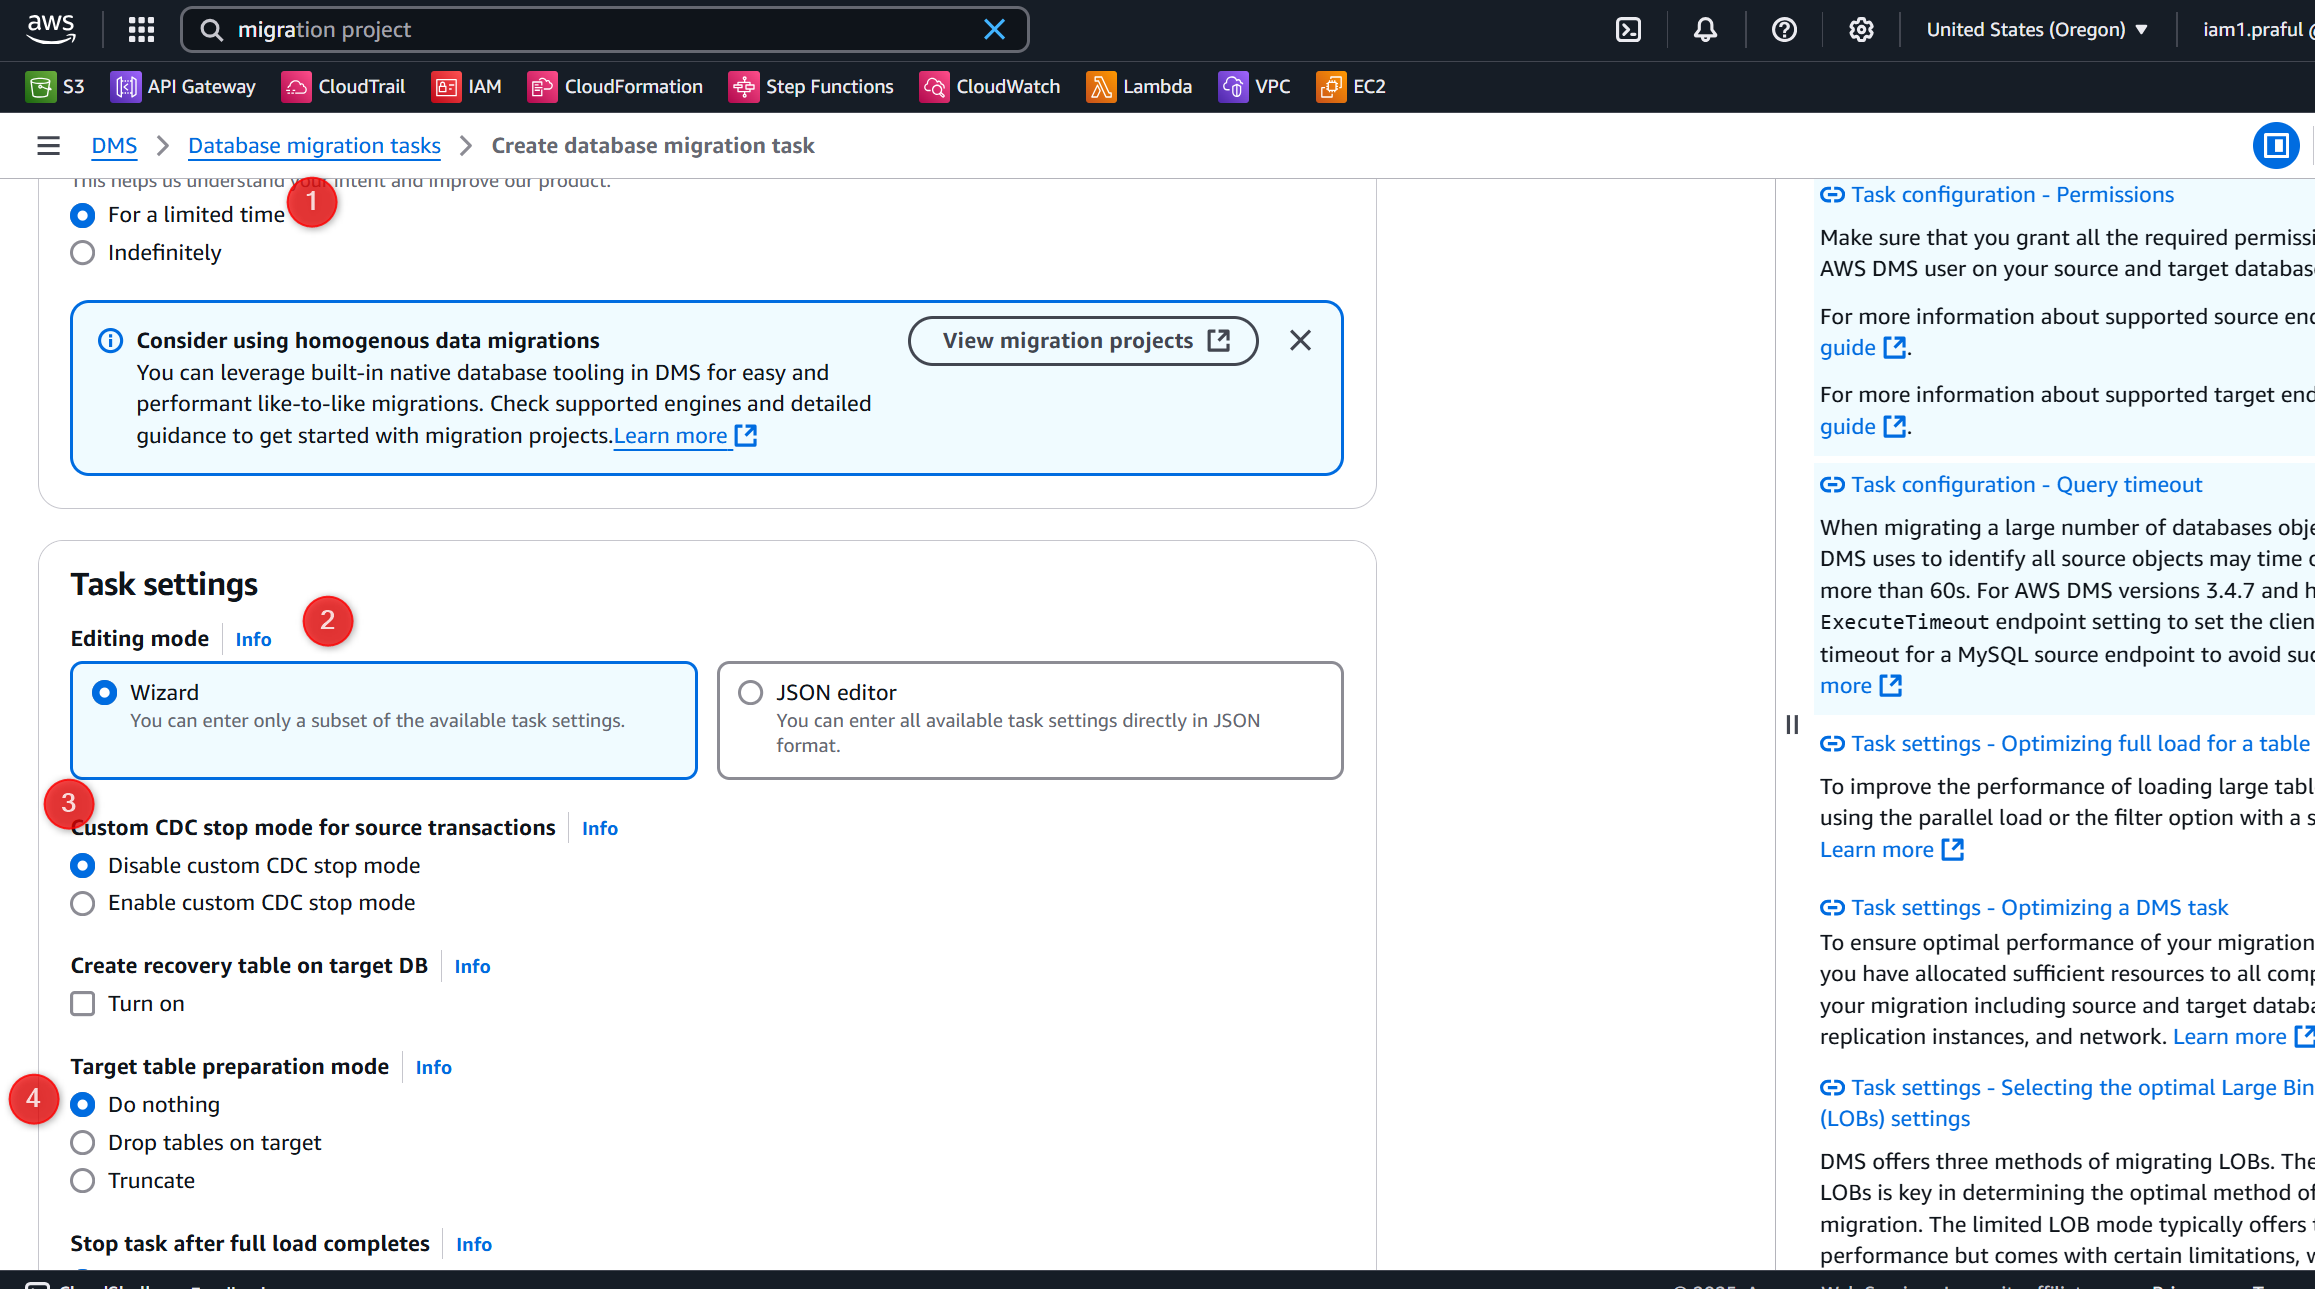 aws
migration project
United States (Oregon)
iam1.praful
S3
API Gateway
CloudTrail
IAM
CloudFormation
Step Functions
CloudWatch
Lambda
VPC
EC2
DMS
Database migration tasks
Create database migration task
This helps us understand your intent and improve our product.
1
For a limited time
Indefinitely
Consider using homogenous data migrations
View migration projects
You can leverage built-in native database tooling in DMS for easy and
performant like-to-like migrations. Check supported engines and detailed
guidance to get started with migration projects.Learn more
Task settings
2
Editing mode
Info
Wizard
You can enter only a subset of the available task settings.
JSON editor
You can enter all available task settings directly in JSON
format.
3
Custom CDC stop mode for source transactions
Info
Disable custom CDC stop mode
Enable custom CDC stop mode
Create recovery table on target DB
Info
Turn on
Target table preparation mode
Info
4
Do nothing
Drop tables on target
Truncate
Stop task after full load completes
Info
Task configuration - Permissions
Make sure that you grant all the required
AWS DMS user on your source and target
For more information about supported source
guide .
For more information about supported target
guide .
Task configuration - Query timeout
When migrating a large number of databases
DMS uses to identify all source objects may time
more than 60s. For AWS DMS versions 3.4.7 and
ExecuteTimeout endpoint setting to set the
timeout for a MySQL source endpoint to avoid
more
Task settings - Optimizing full load for a table
To improve the performance of loading large
using the parallel load or the filter option with a
Learn more
Task settings - Optimizing a DMS task
To ensure optimal performance of your migration
you have allocated sufficient resources to all
your migration including source and target
replication instances, and network. Learn more
Task settings - Selecting the optimal Large
(LOBs) settings
DMS offers three methods of migrating LOBs.
LOBs is key in determining the optimal method
migration. The limited LOB mode typically offers
performance but comes with certain limitations,